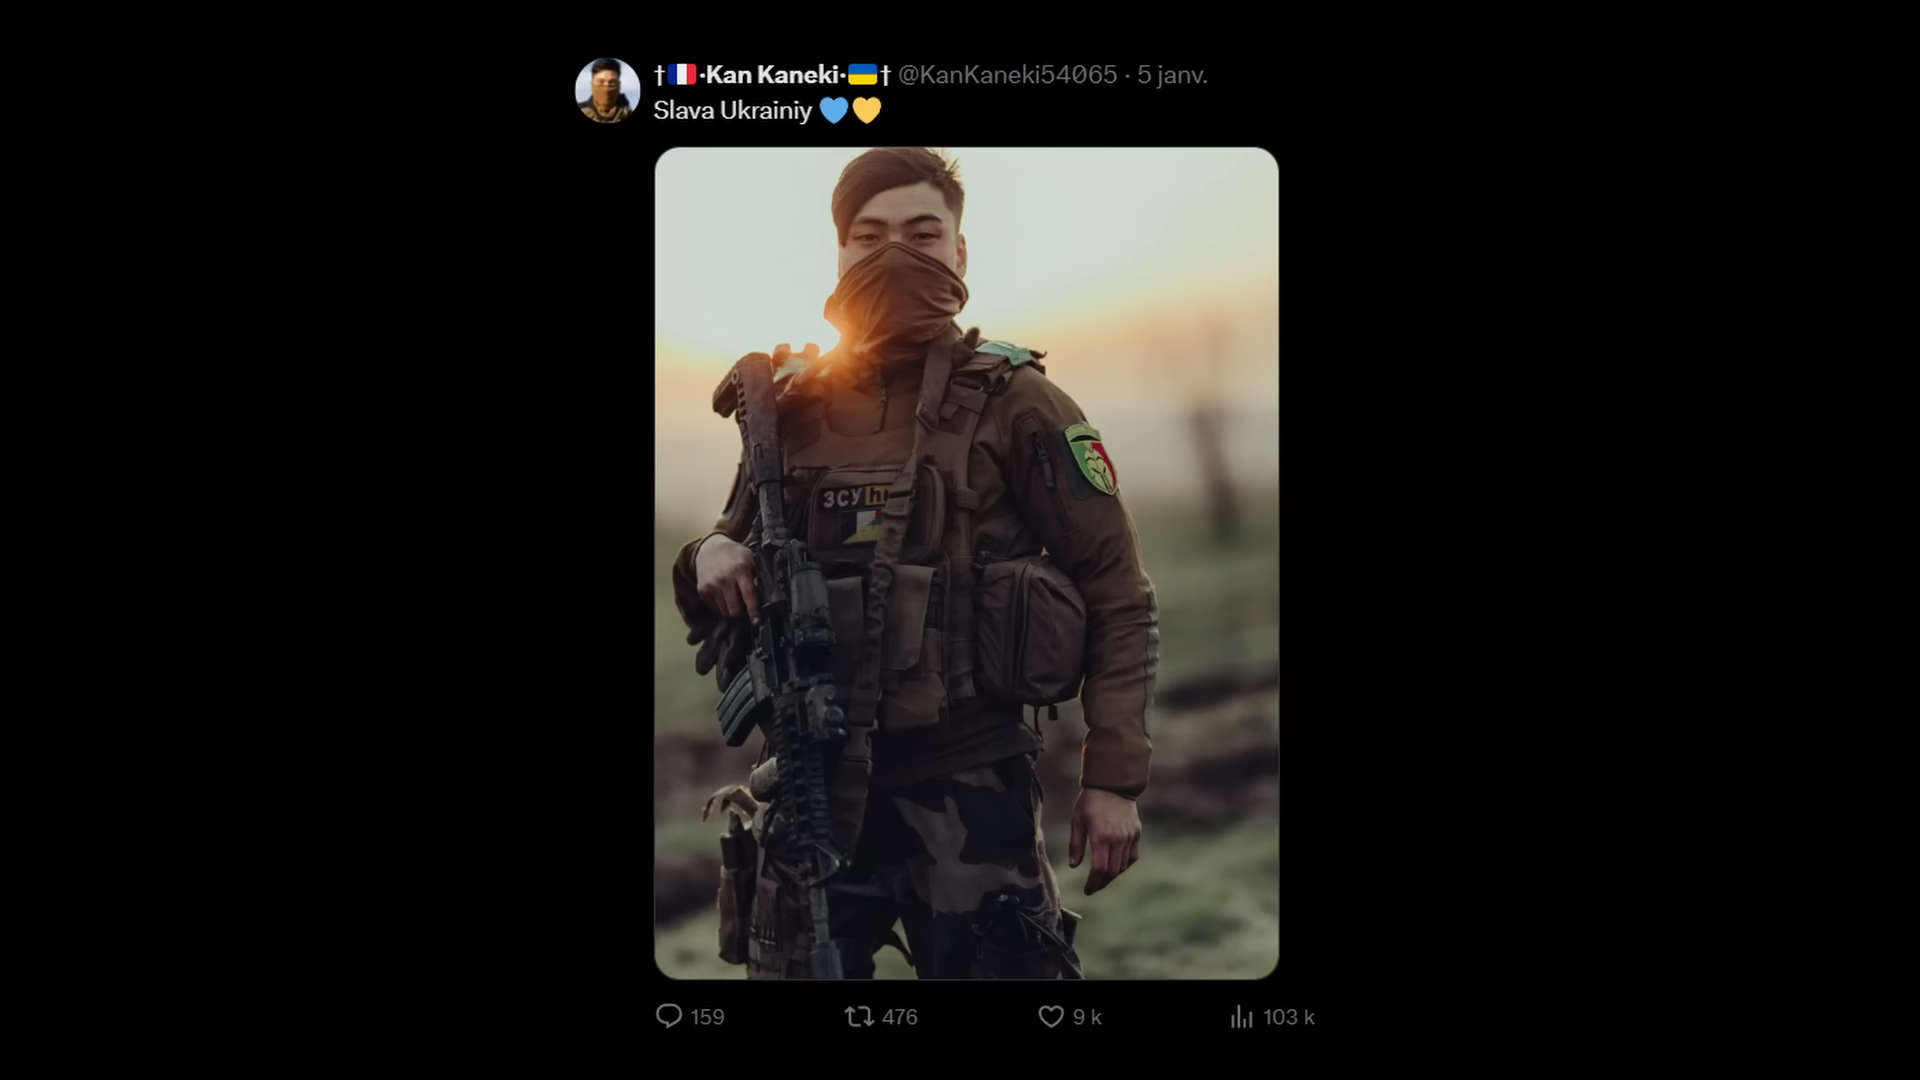 †🇫🇷·Kan Kaneki·🇺🇦† @KanKaneki54065 · 5 janv.
Slava Ukrainiy 💙💛
ЗСУ
159 476 9 k 103 k